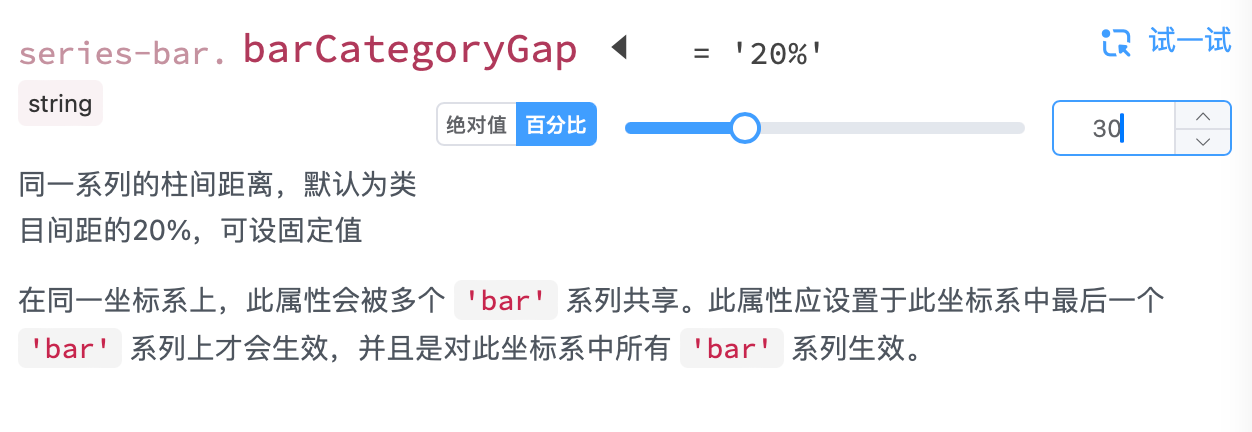 series-bar. barCategoryGap ◀ = '20%' 试一试
string
绝对值 百分比 30
同一系列的柱间距离，默认为类
目间距的20%，可设固定值
在同一坐标系上，此属性会被多个 'bar' 系列共享。此属性应设置于此坐标系中最后一个
'bar' 系列上才会生效，并且是对此坐标系中所有 'bar' 系列生效。